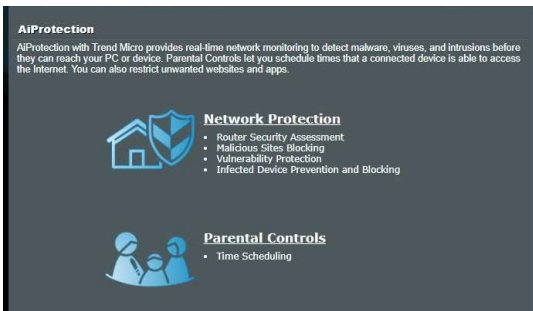 AiProtection
AiProtection with Trend Micro provides real-time network monitoring to detect malware, viruses, and intrusions before
they can reach your PC or device. Parental Controls let you schedule times that a connected device is able to access
the Internet. You can also restrict unwanted websites and apps.
Network Protection
• Router Security Assessment
• Malicious Sites Blocking
• Vulnerability Protection
• Infected Device Prevention and Blocking
Parental Controls
• Time Scheduling